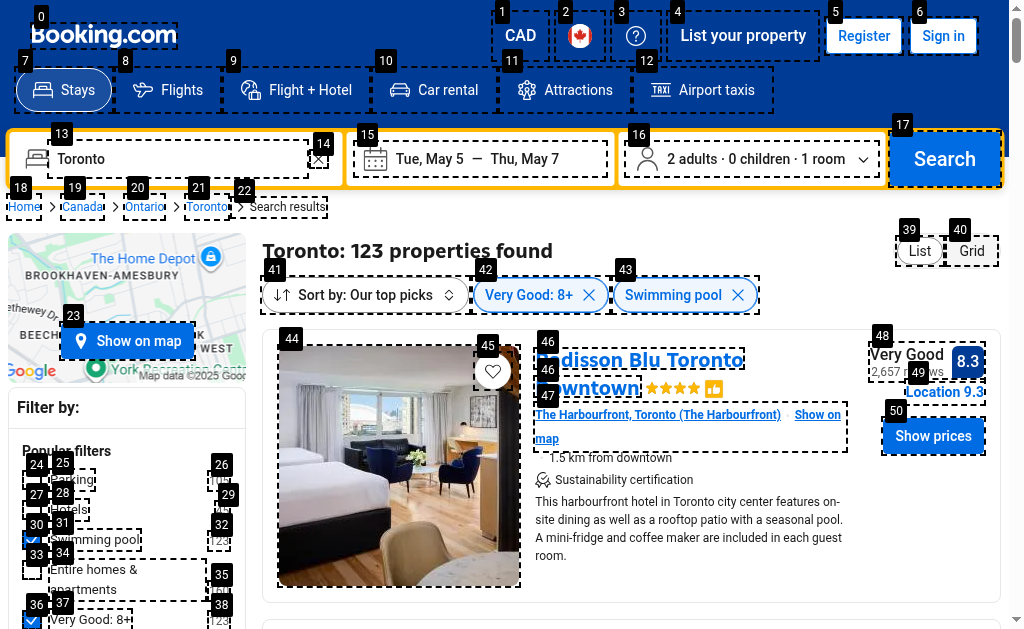 Booking.com
CAD
List your property
Register
Sign in
Stays
Flights
Flight + Hotel
Car rental
Attractions
Airport taxis
Toronto
Tue, May 5 — Thu, May 7
2 adults · 0 children · 1 room
Search
Home
Canada
Ontario
Toronto
Search results
The Home Depot
BROOKHAVEN-AMESBURY
Show on map
WEST
York Recreation
Map data ©2025
Toronto: 123 properties found
List
Grid
Sort by: Our top picks
Very Good: 8+
Swimming pool
Filter by:
Popular filters
Parking
Hotels
Swimming pool
123
Entire homes &
apartments
Very Good: 8+
123
Radisson Blu Toronto
Downtown
The Harbourfront, Toronto (The Harbourfront)
Show on
map
1.5 km from downtown
Sustainability certification
This harbourfront hotel in Toronto city center features on-
site dining as well as a rooftop patio with a seasonal pool.
A mini-fridge and coffee maker are included in each guest
room.
Very Good
8.3
2,657 reviews
Location 9.3
Show prices
0
1
2
3
4
5
6
7
8
9
10
11
12
13
14
15
16
17
18
19
20
21
22
23
24
25
26
27
28
29
30
31
32
33
34
35
36
37
38
39
40
41
42
43
44
45
46
46
47
48
49
50